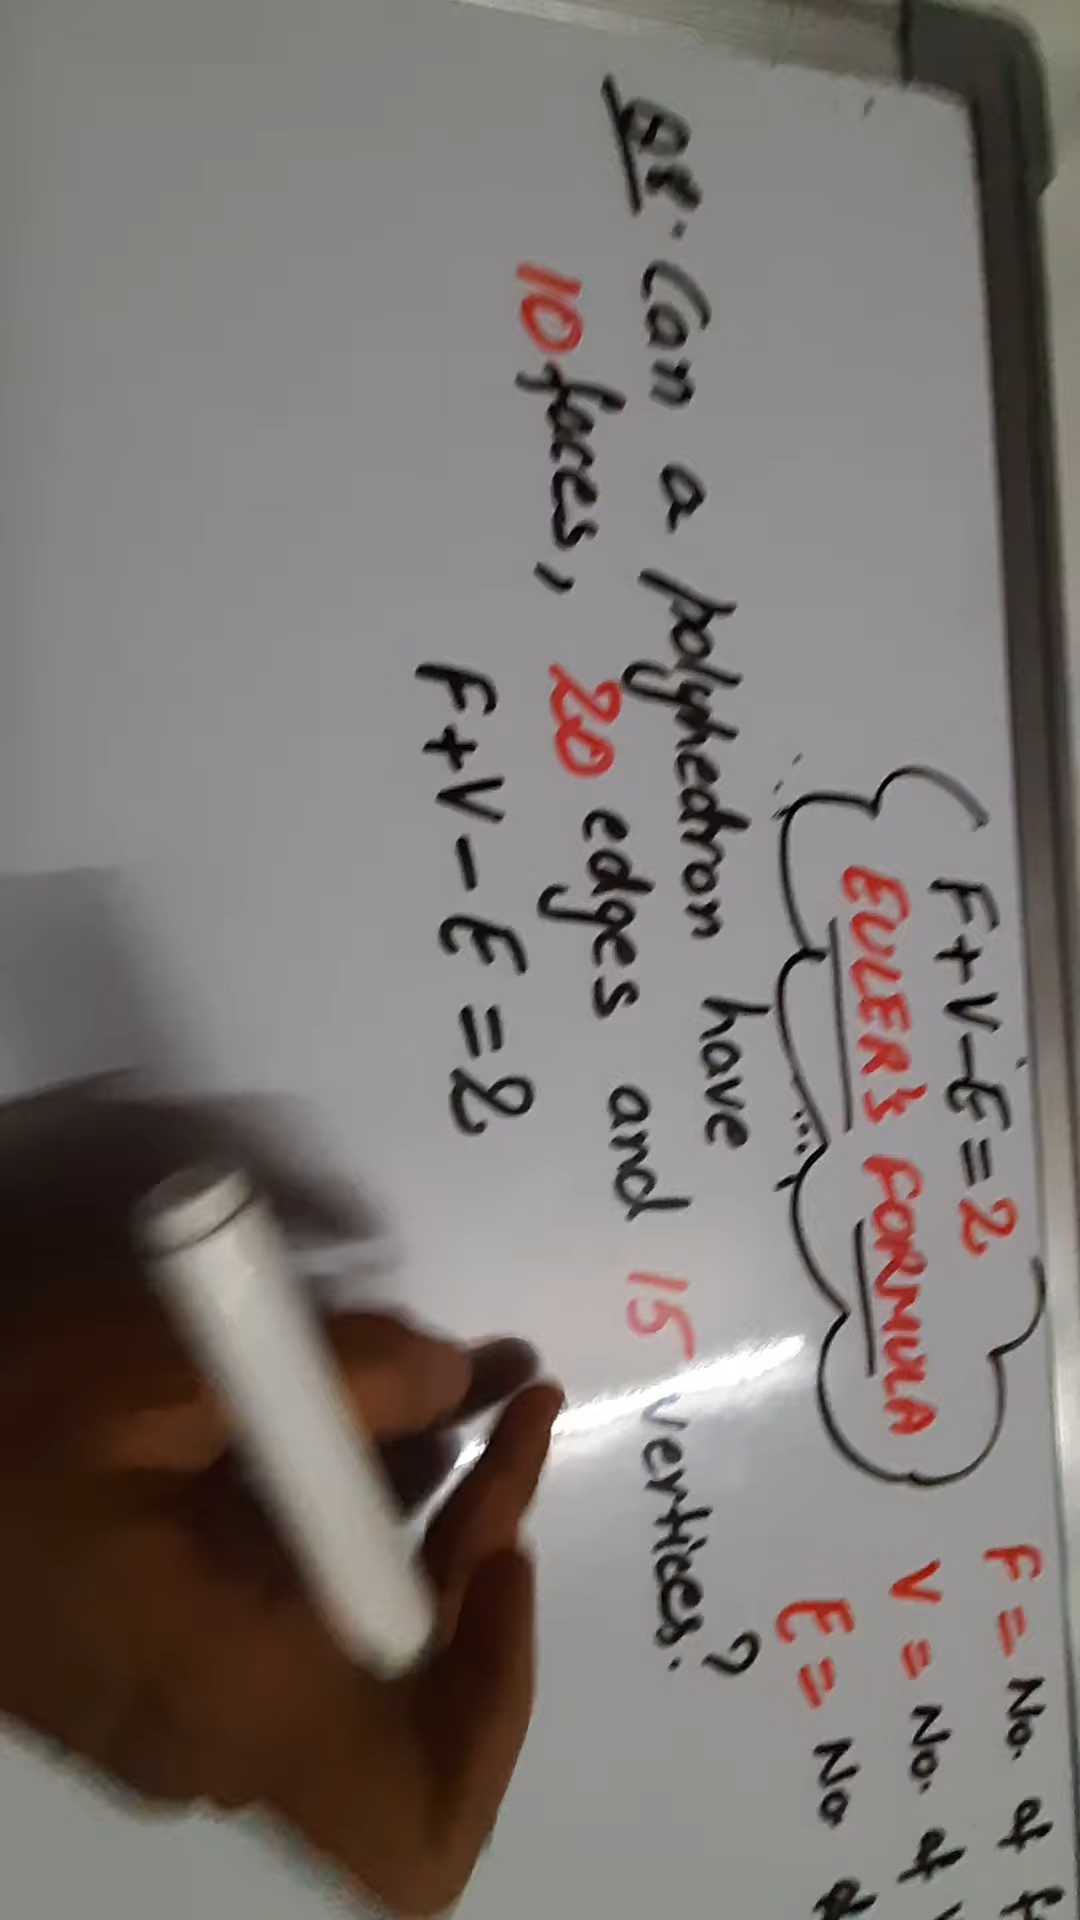 F+V-E=2
EULER'S FORMULA
F = No. of
V = No. of
E = No
Q8. Can a polyhedron have
10 faces, 20 edges and 15 vertices.?
F+V-E=2